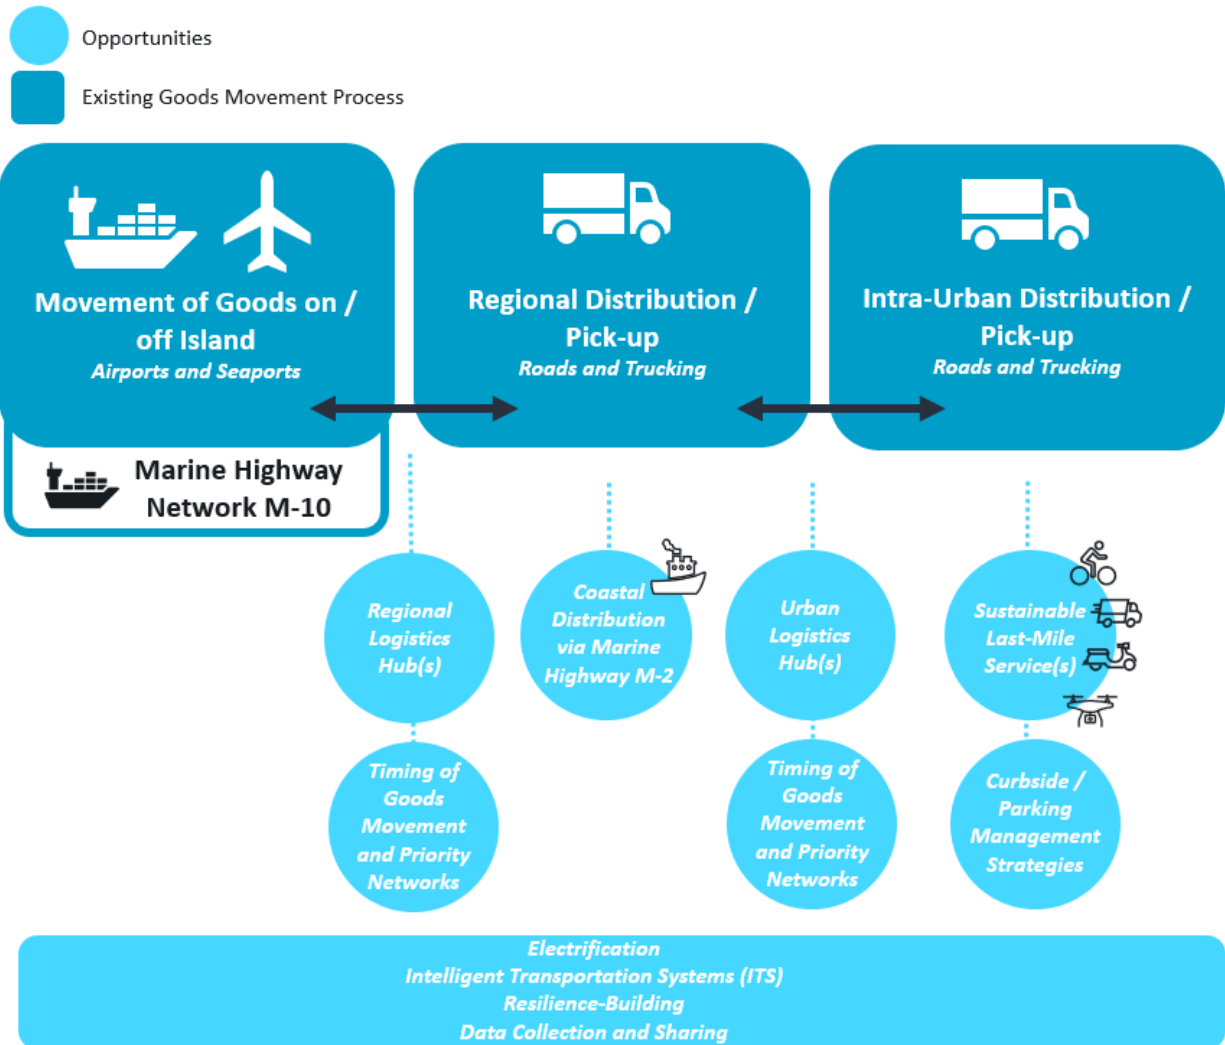 Opportunities
Existing Goods Movement Process
Movement of Goods on /
off Island
Airports and Seaports
Regional Distribution /
Pick-up
Roads and Trucking
Intra-Urban Distribution /
Pick-up
Roads and Trucking
Marine Highway
Network M-10
Regional
Logistics
Hub(s)
Coastal
Distribution
via Marine
Highway M-2
Urban
Logistics
Hub(s)
Sustainable
Last-Mile
Service(s)
Timing of
Goods
Movement
and Priority
Networks
Timing of
Goods
Movement
and Priority
Networks
Curbside /
Parking
Management
Strategies
Electrification
Intelligent Transportation Systems (ITS)
Resilience-Building
Data Collection and Sharing